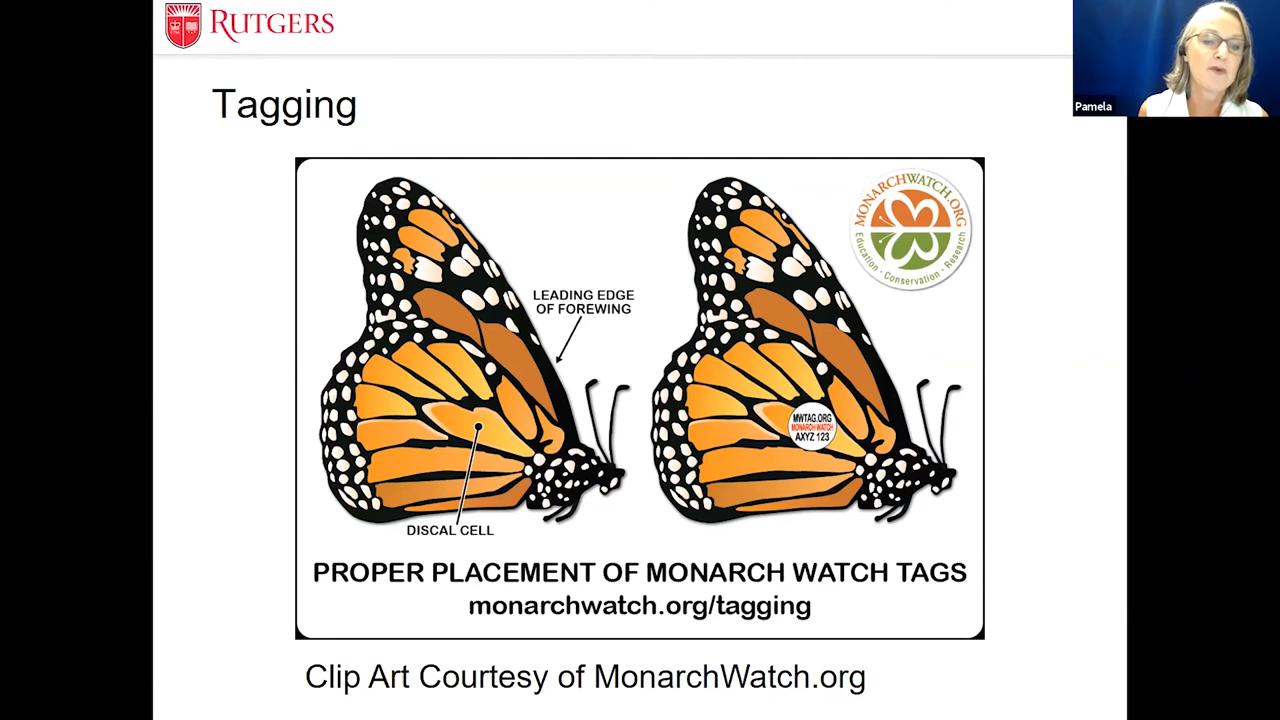 RUTGERS
Pamela
Tagging
MONARCHWATCH.ORG
Education · Conservation · Research
LEADING EDGE
OF FOREWING
MWTAG.ORG
MONARCH WATCH
AXYZ 123
DISCAL CELL
PROPER PLACEMENT OF MONARCH WATCH TAGS
monarchwatch.org/tagging
Clip Art Courtesy of MonarchWatch.org